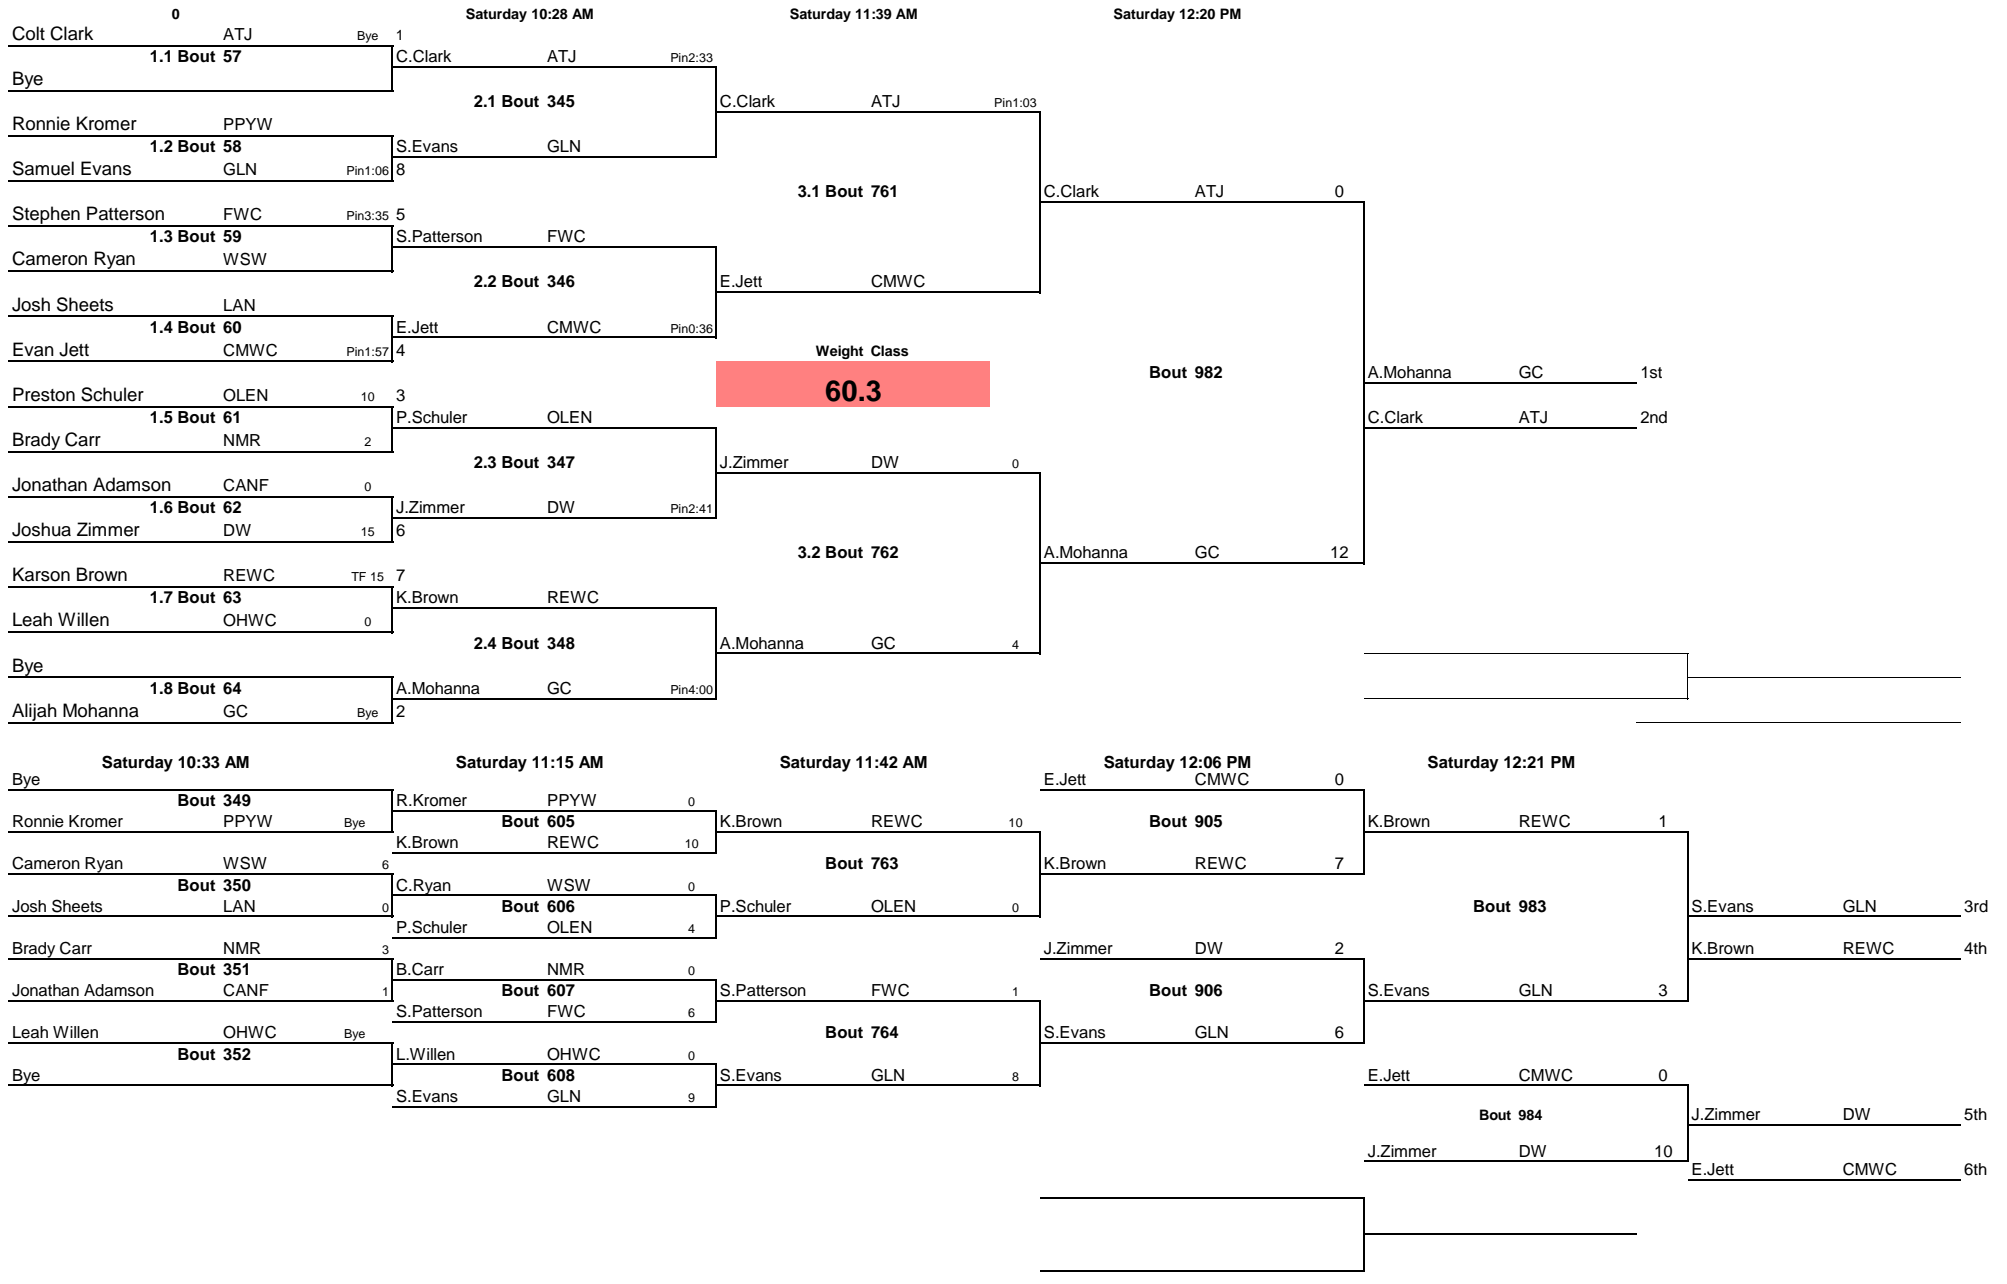 0 Saturday 10:28 AM Saturday 11:39 AM Saturday 12:20 PM
Colt Clark ATJ Bye 1
1.1 Bout 57 C.Clark ATJ Pin2:33
Bye
2.1 Bout 345 C.Clark ATJ Pin1:03
Ronnie Kromer PPYW
1.2 Bout 58 S.Evans GLN
Samuel Evans GLN Pin1:06 8
3.1 Bout 761 C.Clark ATJ 0
Stephen Patterson FWC Pin3:35 5
1.3 Bout 59 S.Patterson FWC
Cameron Ryan WSW
2.2 Bout 346 E.Jett CMWC
Josh Sheets LAN
1.4 Bout 60 E.Jett CMWC Pin0:36
Evan Jett CMWC Pin1:57 4 Weight Class
Bout 982 A.Mohanna GC 1st
Preston Schuler OLEN 10 3 60.3
1.5 Bout 61 P.Schuler OLEN C.Clark ATJ 2nd
Brady Carr NMR 2
2.3 Bout 347 J.Zimmer DW 0
Jonathan Adamson CANF 0
1.6 Bout 62 J.Zimmer DW Pin2:41
Joshua Zimmer DW 15 6
3.2 Bout 762 A.Mohanna GC 12
Karson Brown REWC TF 15 7
1.7 Bout 63 K.Brown REWC
Leah Willen OHWC 0
2.4 Bout 348 A.Mohanna GC 4
Bye
1.8 Bout 64 A.Mohanna GC Pin4:00
Alijah Mohanna GC Bye 2
Saturday 10:33 AM Saturday 11:15 AM Saturday 11:42 AM Saturday 12:06 PM Saturday 12:21 PM
Bye E.Jett CMWC 0
Bout 349 R.Kromer PPYW 0
Ronnie Kromer PPYW Bye Bout 605 K.Brown REWC 10 Bout 905 K.Brown REWC 1
K.Brown REWC 10
Cameron Ryan WSW 6 Bout 763 K.Brown REWC 7
Bout 350 C.Ryan WSW 0
Josh Sheets LAN 0 Bout 606 P.Schuler OLEN 0 Bout 983 S.Evans GLN 3rd
P.Schuler OLEN 4
Brady Carr NMR 3 J.Zimmer DW 2 K.Brown REWC 4th
Bout 351 B.Carr NMR 0
Jonathan Adamson CANF 1 Bout 607 S.Patterson FWC 1 Bout 906 S.Evans GLN 3
S.Patterson FWC 6
Leah Willen OHWC Bye Bout 764 S.Evans GLN 6
Bout 352 L.Willen OHWC 0
Bye Bout 608 S.Evans GLN 8 E.Jett CMWC 0
S.Evans GLN 9
Bout 984 J.Zimmer DW 5th
J.Zimmer DW 10
E.Jett CMWC 6th